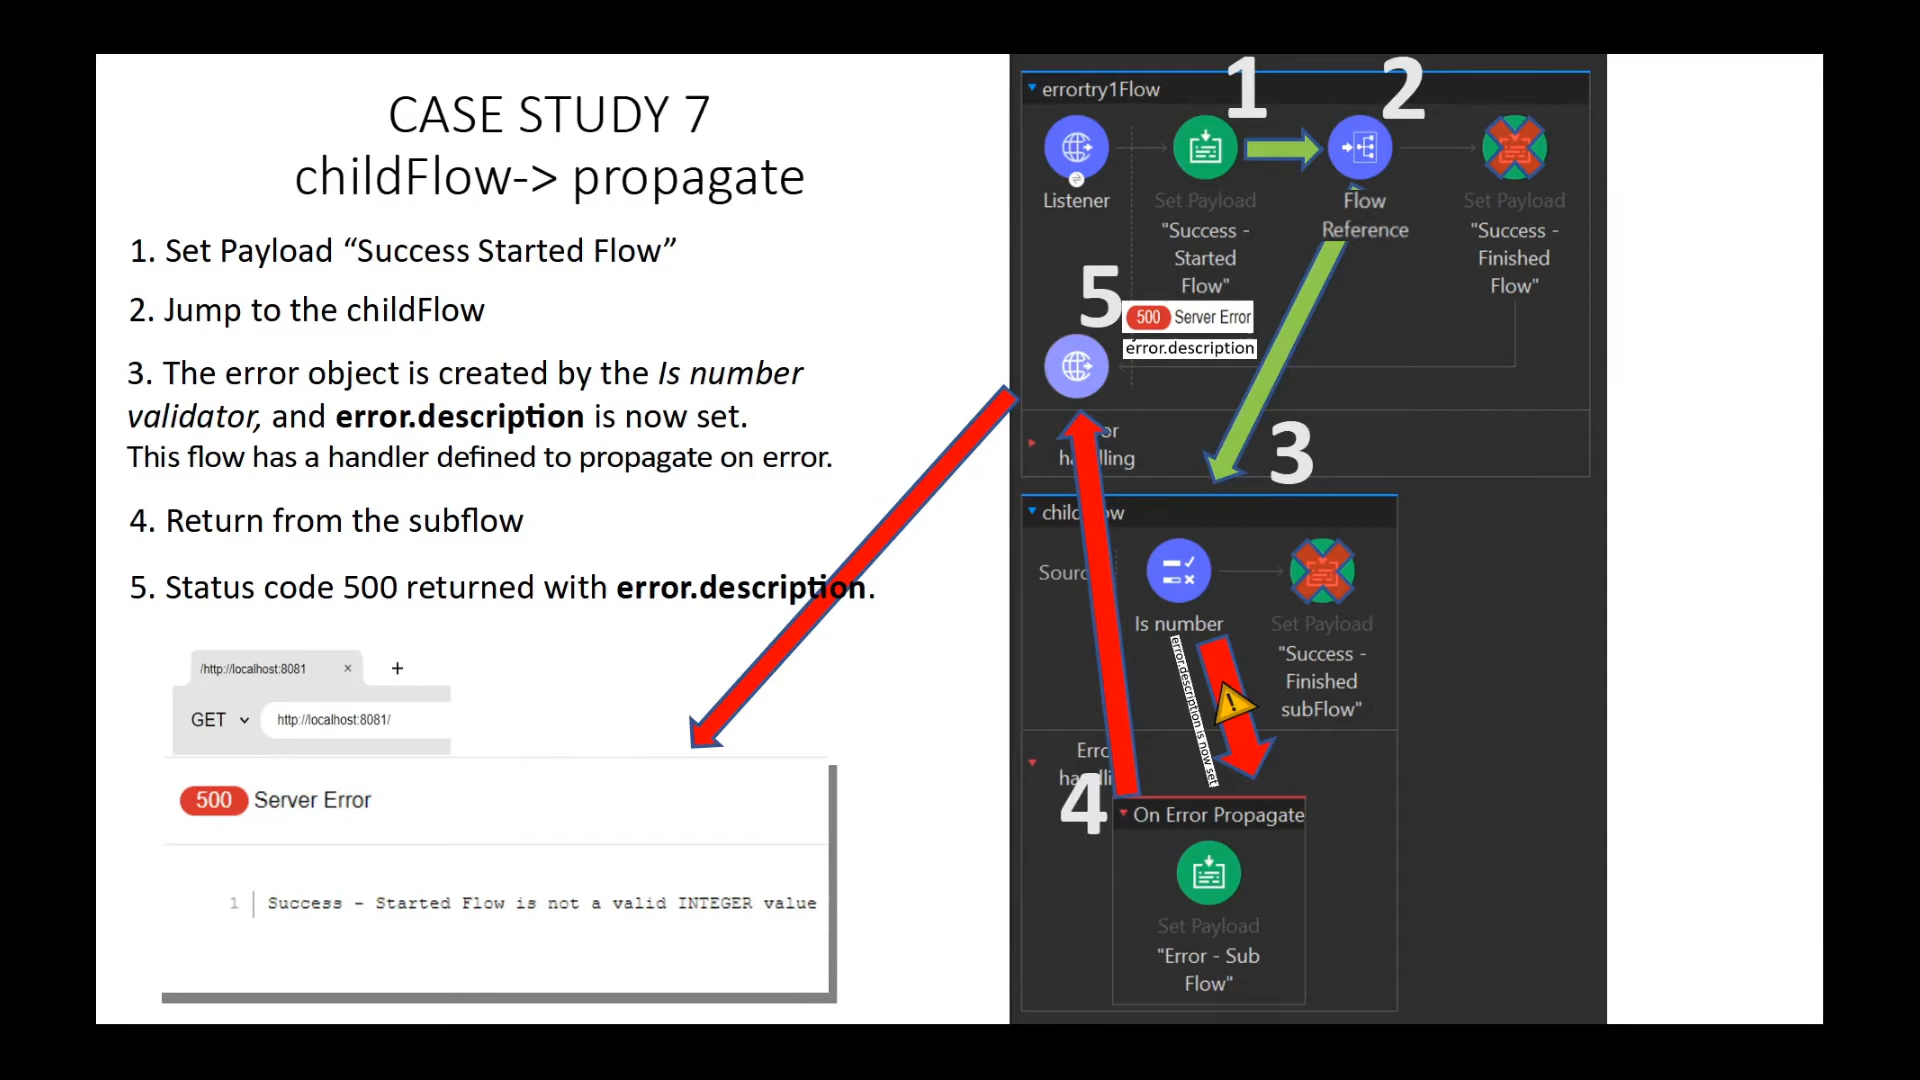 CASE STUDY 7
childFlow-> propagate
1. Set Payload “Success Started Flow”
2. Jump to the childFlow
3. The error object is created by the Is number
validator, and error.description is now set.
This flow has a handler defined to propagate on error.
4. Return from the subflow
5. Status code 500 returned with error.description.
/http://localhost:8081 × +
GET http://localhost:8081/
500 Server Error
1 Success - Started Flow is not a valid INTEGER value
errortry1Flow
1
2
Listener
Set Payload
"Success -
Started
Flow"
Flow
Reference
Set Payload
"Success -
Finished
Flow"
5
500 Server Error
error.description
3
Is number
Set Payload
"Success -
Finished
subFlow"
error.description is now set
4
On Error Propagate
Set Payload
"Error - Sub
Flow"